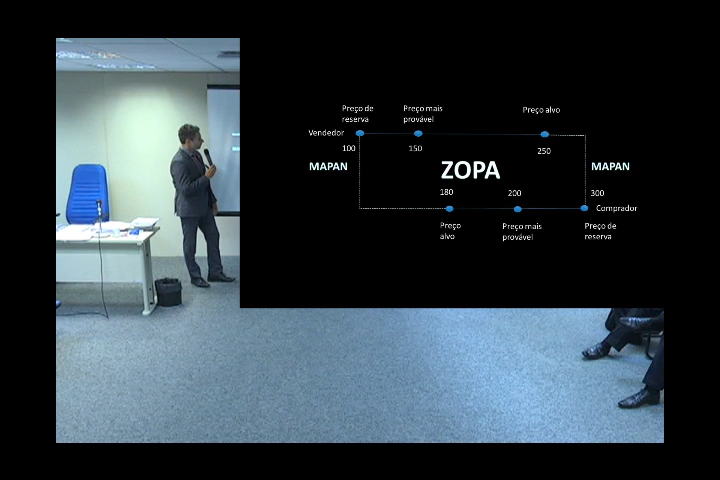 Preço de
reserva
Preço mais
provável
Preço alvo
Vendedor
100
150
250
MAPAN
ZOPA
MAPAN
180
200
300
Comprador
Preço
alvo
Preço mais
provável
Preço de
reserva